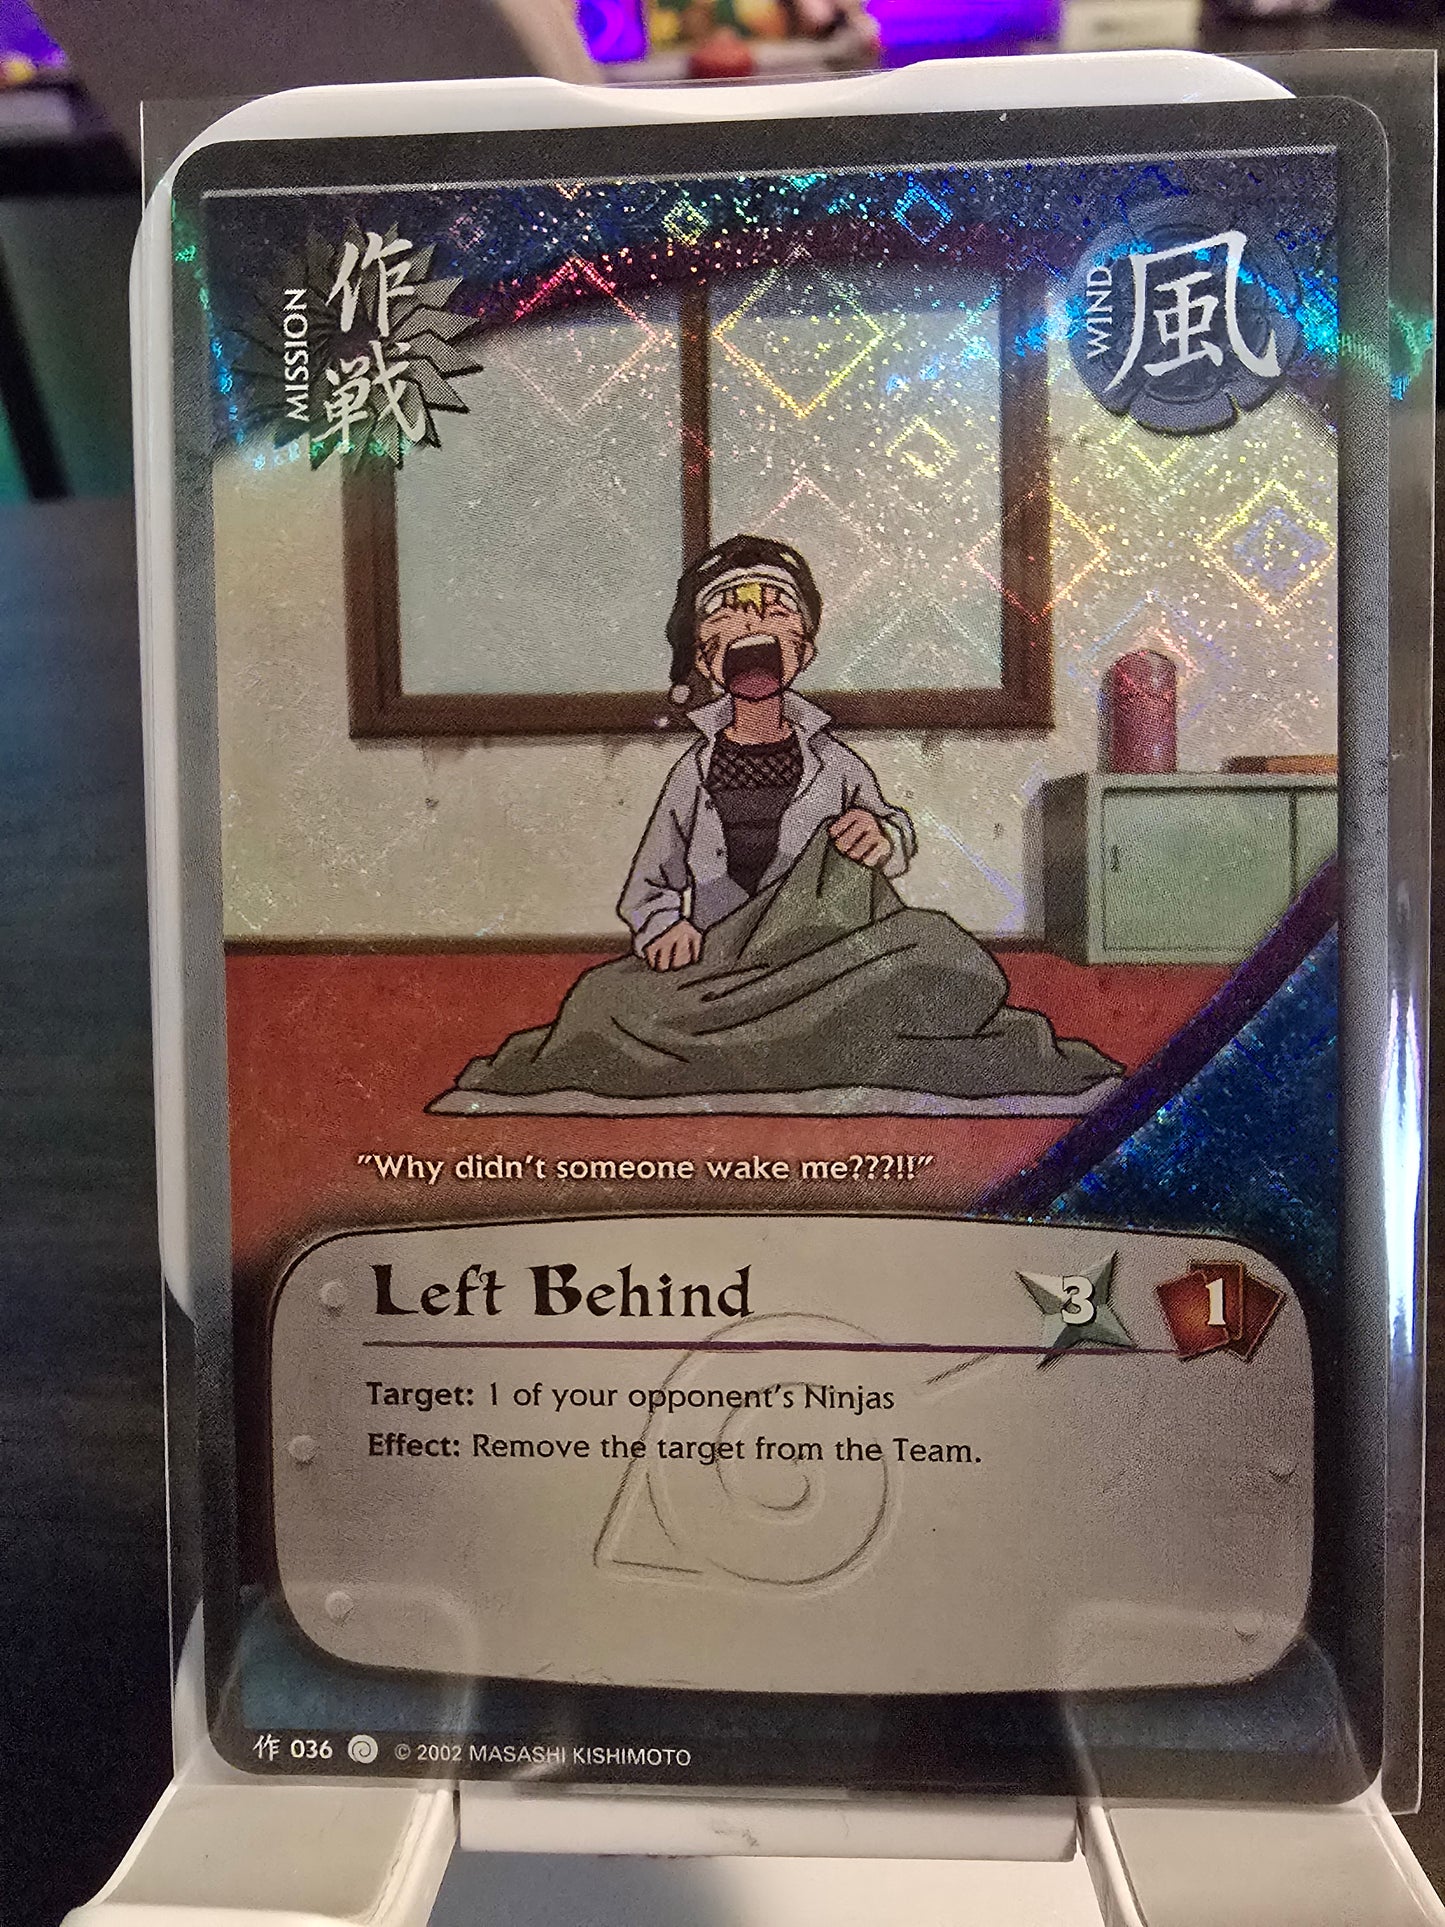 MISSION
作戦
WIND
風
"Why didn't someone wake me???!!"
Left Behind
3
1
Target: 1 of your opponent's Ninjas
Effect: Remove the target from the Team.
作 036 © 2002 MASASHI KISHIMOTO